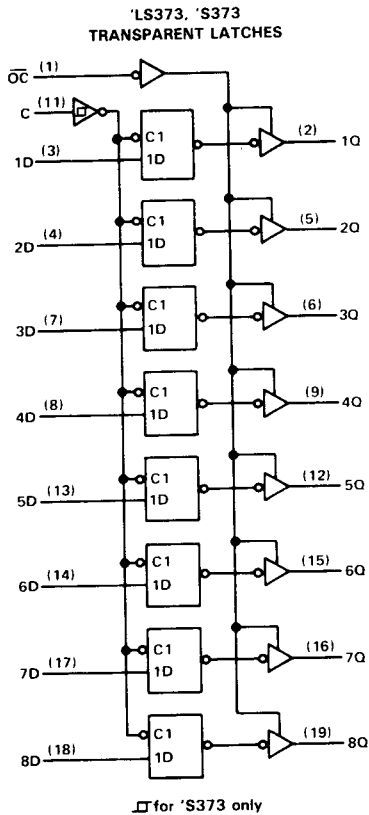 'LS373, 'S373
TRANSPARENT LATCHES
OC (1)
C (11)
C1
1D (3) 1D (2) 1Q
C1
2D (4) 1D (5) 2Q
C1
3D (7) 1D (6) 3Q
C1
4D (8) 1D (9) 4Q
C1
5D (13) 1D (12) 5Q
C1
6D (14) 1D (15) 6Q
C1
7D (17) 1D (16) 7Q
C1
8D (18) 1D (19) 8Q
for 'S373 only